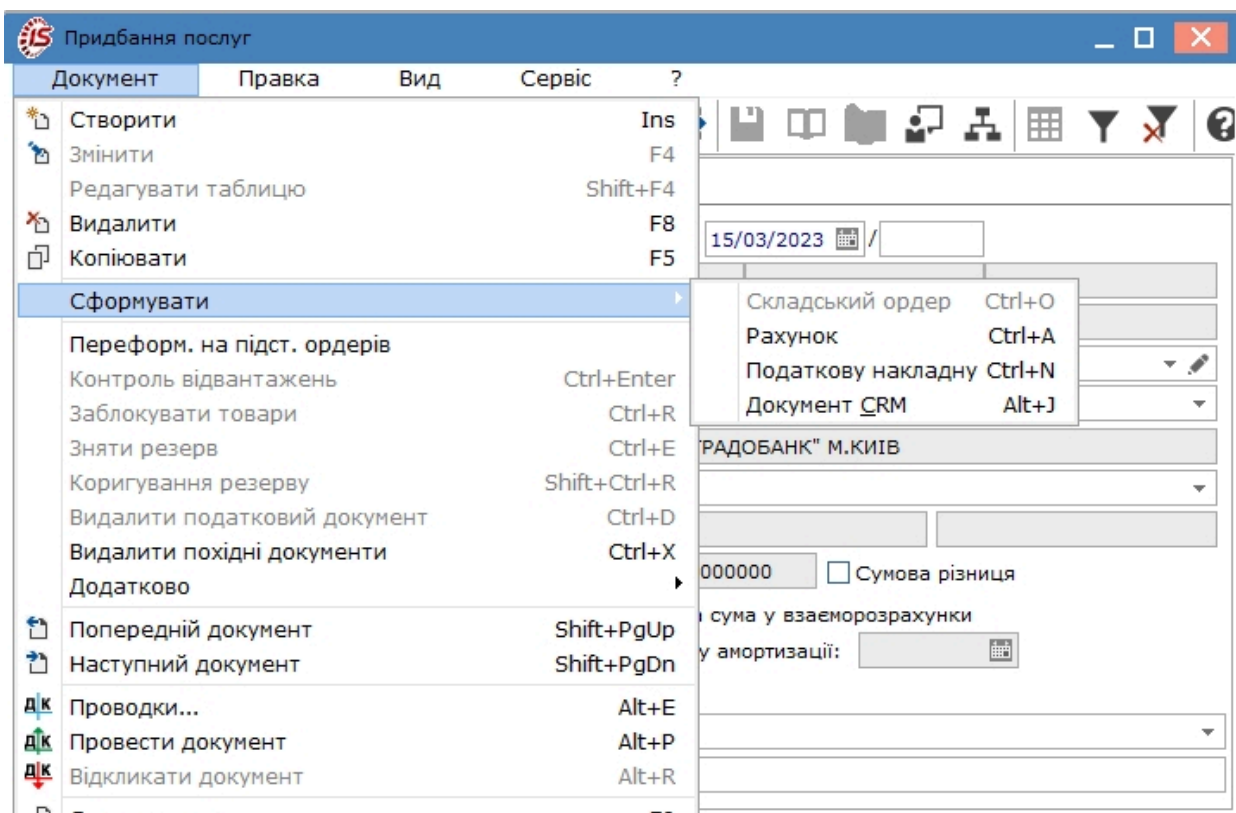 Придбання послуг
Документ Правка Вид Сервіс ?
Створити Ins
Змінити F4
Редагувати таблицю Shift+F4
Видалити F8
Копіювати F5
Сформувати
Переформ. на підст. ордерів
Контроль відвантажень Ctrl+Enter
Заблокувати товари Ctrl+R
Зняти резерв Ctrl+E
Коригування резерву Shift+Ctrl+R
Видалити податковий документ Ctrl+D
Видалити похідні документи Ctrl+X
Додатково
Попередній документ Shift+PgUp
Наступний документ Shift+PgDn
Проводки... Alt+E
Провести документ Alt+P
Відкликати документ Alt+R
Складський ордер Ctrl+O
Рахунок Ctrl+A
Податкову накладну Ctrl+N
Документ CRM Alt+J
15/03/2023 /
ГРАДОБАНК" М.КИІВ
000000 Сумова різниця
сума у взаєморозрахунки
у амортизації: